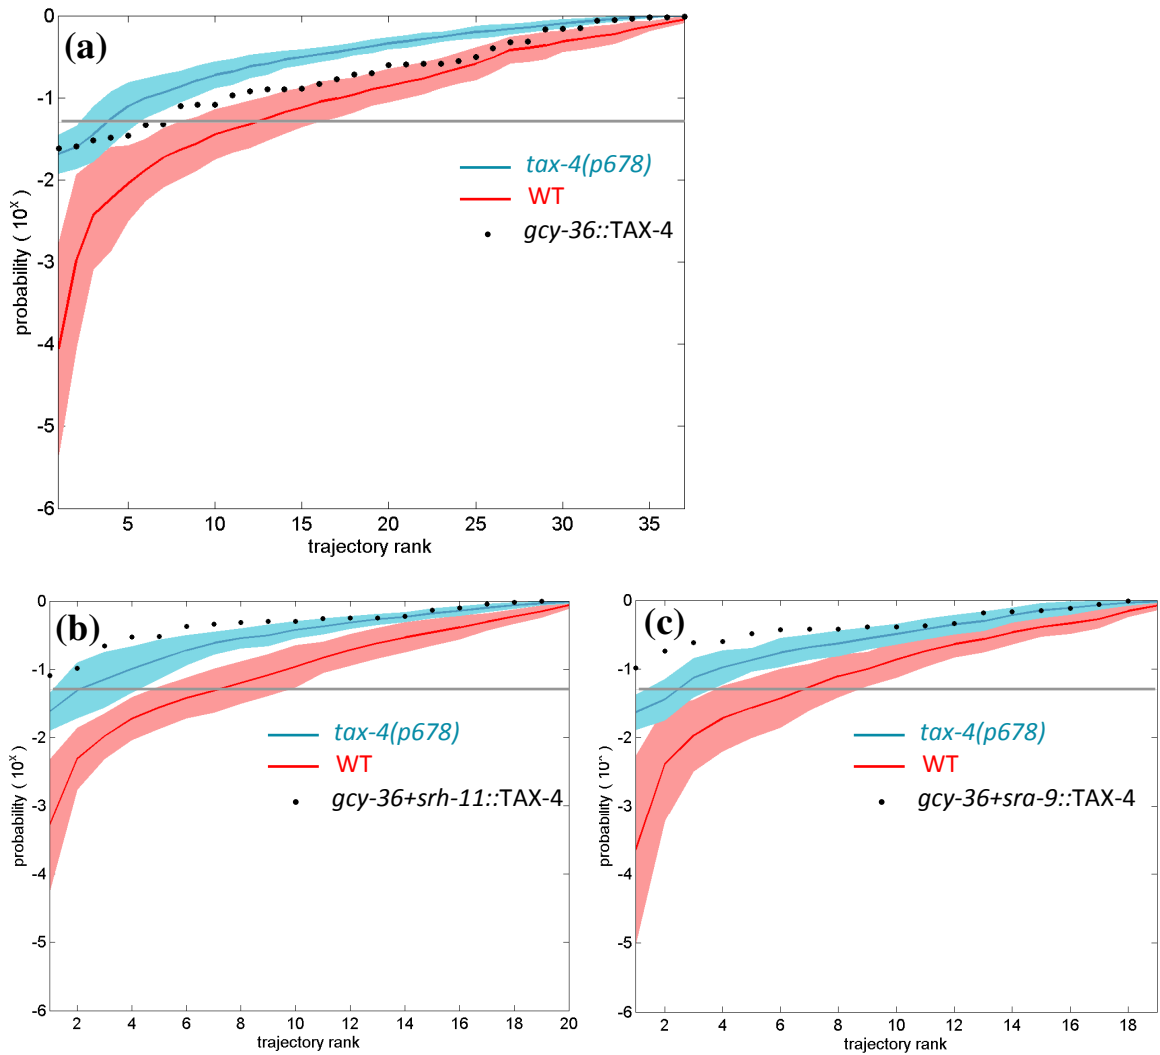 (a)
0
-1
-2
-3
-4
-5
-6
probability ( 10^X )
tax-4(p678)
WT
gcy-36::TAX-4
5 10 15 20 25 30 35
trajectory rank
(b)
0
-1
-2
-3
-4
-5
-6
probability ( 10^X )
tax-4(p678)
WT
gcy-36+srh-11::TAX-4
2 4 6 8 10 12 14 16 18 20
trajectory rank
(c)
0
-1
-2
-3
-4
-5
-6
probability ( 10
tax-4(p678)
WT
gcy-36+sra-9::TAX-4
2 4 6 8 10 12 14 16 18
trajectory rank